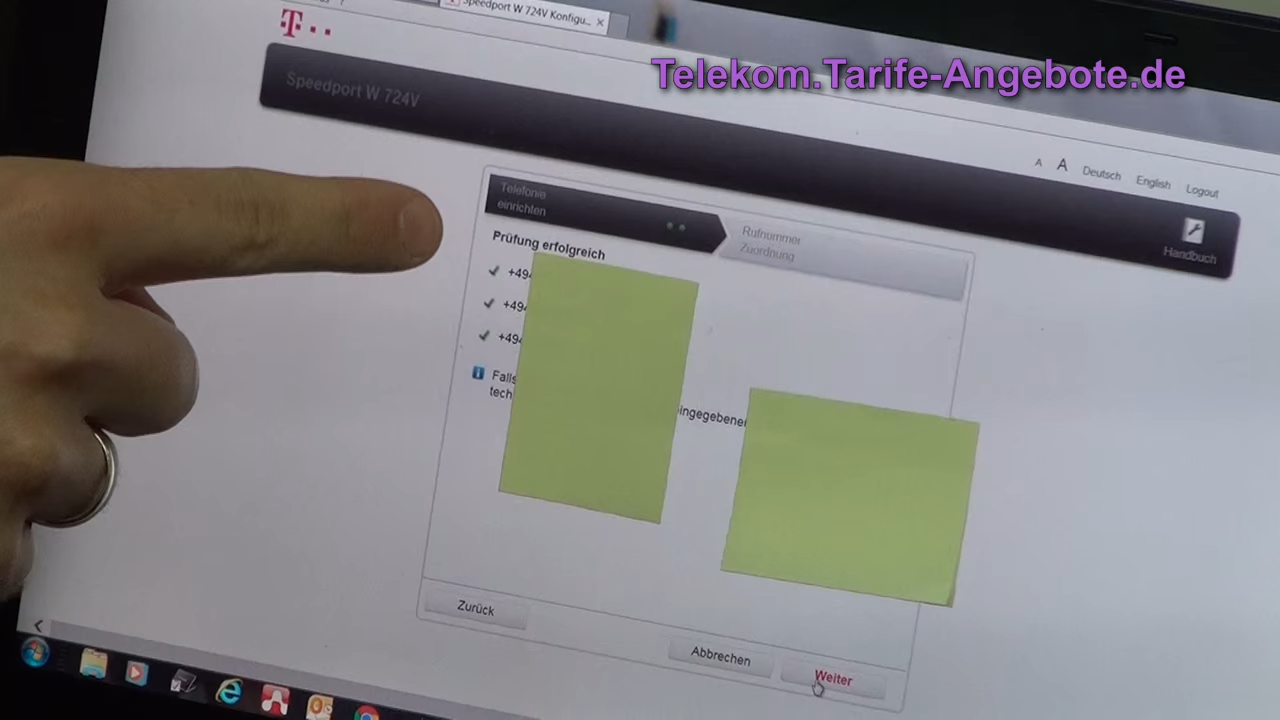 Speedport W 724V Konfigu...
T..
Telekom.Tarife-Angebote.de
Speedport W 724V
A A Deutsch English Logout
Handbuch
Telefonie
einrichten
Rufnummer
Zuordnung
Prüfung erfolgreich
+494
+494
+494
Falls
tech
eingegebenen
Zurück
Abbrechen
Weiter